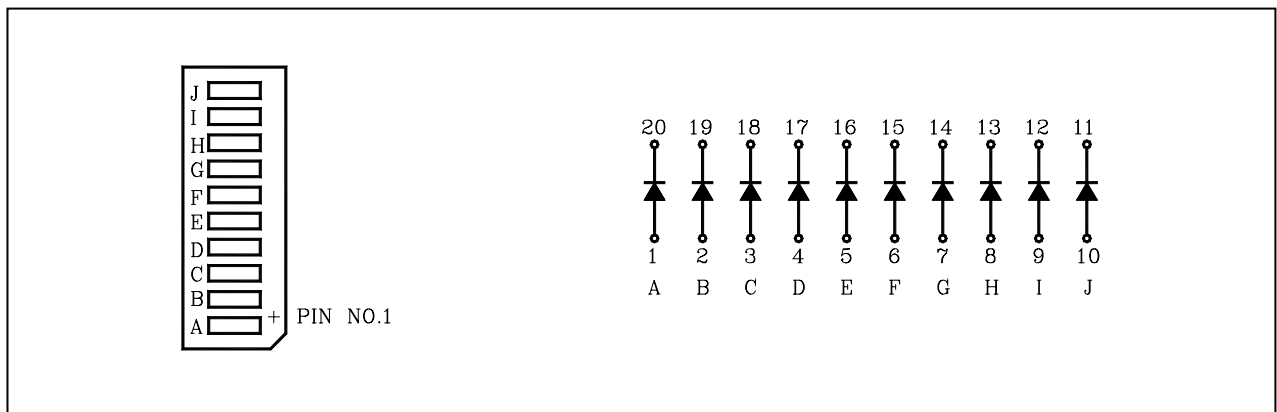 J
I
H
G
F
E
D
C
B
A + PIN NO.1
20 19 18 17 16 15 14 13 12 11
1 2 3 4 5 6 7 8 9 10
A B C D E F G H I J